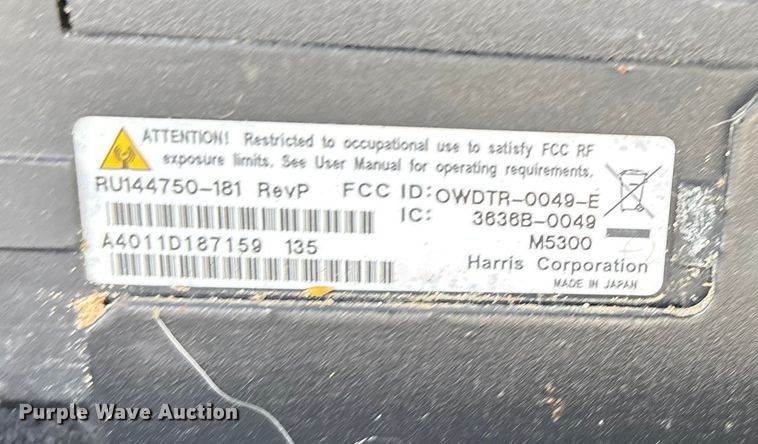 ATTENTION! Restricted to occupational use to satisfy FCC RF
exposure limits. See User Manual for operating requirements.
RU144750-181 RevP FCC ID: OWDTR-0049-E
IC: 3636B-0049
A4011D187159 135 M5300
Harris Corporation
MADE IN JAPAN
Purple Wave Auction